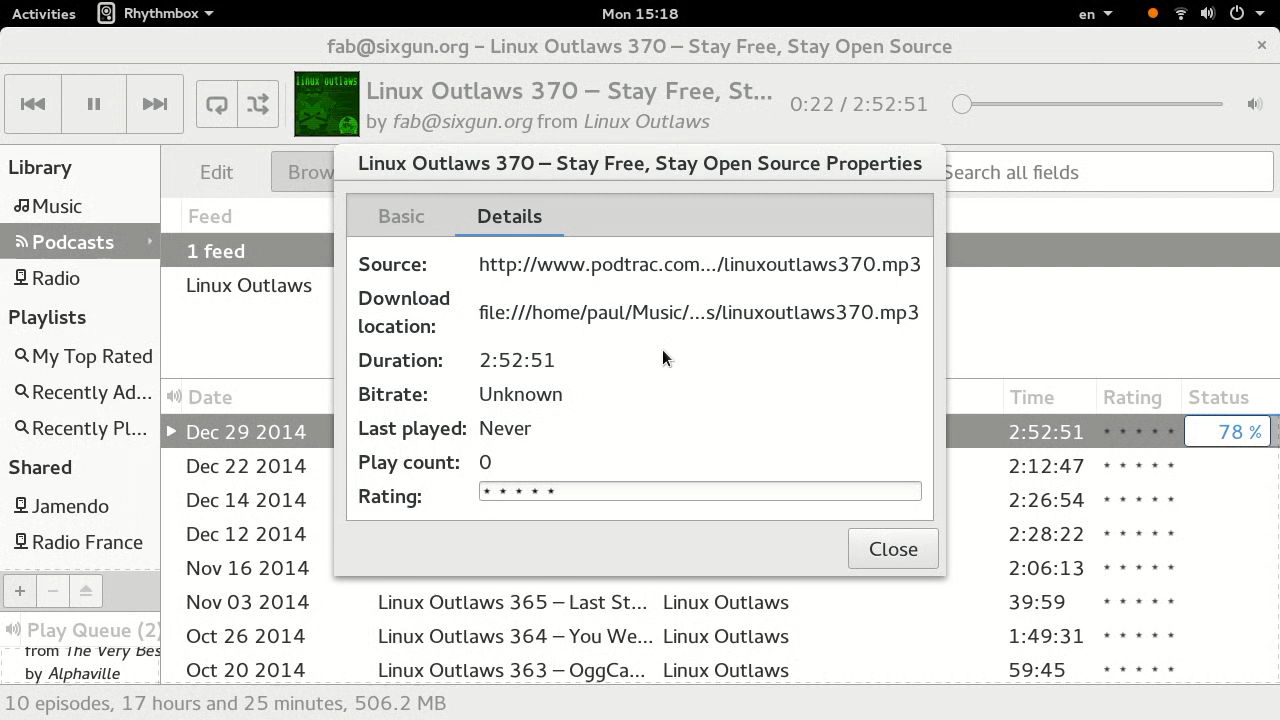 Activities Rhythmbox Mon 15:18 en
fab@sixgun.org – Linux Outlaws 370 – Stay Free, Stay Open Source ×
linux outlaws
Linux Outlaws 370 – Stay Free, St...
by fab@sixgun.org from Linux Outlaws
0:22 / 2:52:51
Library
Music
Podcasts
Radio
Playlists
My Top Rated
Recently Ad...
Recently Pl...
Shared
Jamendo
Radio France
+ −
Play Queue (2)
from The Very Bes
by Alphaville
Edit Brow Search all fields
Feed
1 feed
Linux Outlaws
Linux Outlaws 370 – Stay Free, Stay Open Source Properties
Basic Details
Source: http://www.podtrac.com.../linuxoutlaws370.mp3
Download
location: file:///home/paul/Music/...s/linuxoutlaws370.mp3
Duration: 2:52:51
Bitrate: Unknown
Last played: Never
Play count: 0
Rating:
Close
Date Time Rating Status
Dec 29 2014 2:52:51 78 %
Dec 22 2014 2:12:47
Dec 14 2014 2:26:54
Dec 12 2014 2:28:22
Nov 16 2014 2:06:13
Nov 03 2014 Linux Outlaws 365 – Last St... Linux Outlaws 39:59
Oct 26 2014 Linux Outlaws 364 – You We... Linux Outlaws 1:49:31
Oct 20 2014 Linux Outlaws 363 – OggCa... Linux Outlaws 59:45
10 episodes, 17 hours and 25 minutes, 506.2 MB